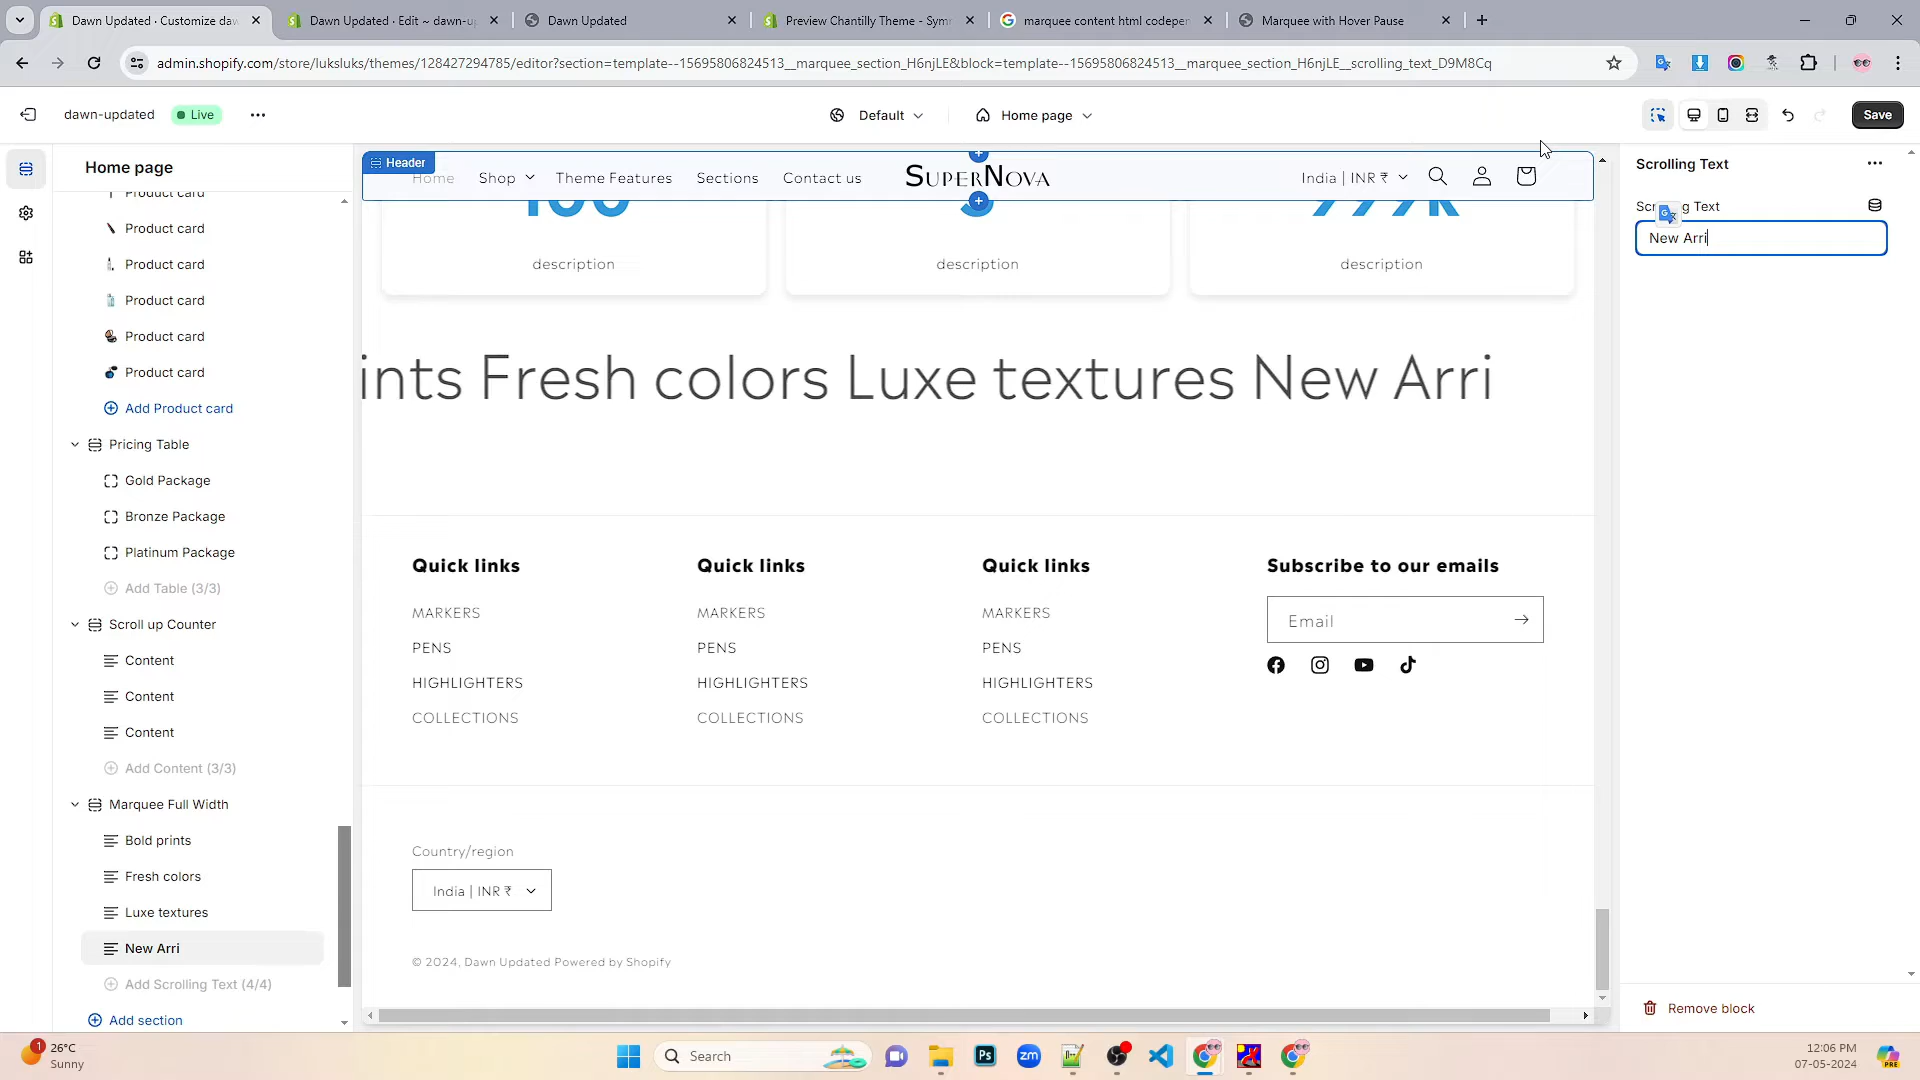 Dawn Updated · Customize daw
Dawn Updated · Edit ~ dawn-up
Dawn Updated
Preview Chantilly Theme - Symm
marquee content html codepen
Marquee with Hover Pause
admin.shopify.com/store/luksluks/themes/128427294785/editor?section=template--15695806824513__marquee_section_H6njLE&block=template--15695806824513__marquee_section_H6njLE__scrolling_text_D9M8Cq
dawn-updated
Live
Default
Home page
Save
Home page
Product card
Product card
Product card
Product card
Product card
Product card
Add Product card
Pricing Table
Gold Package
Bronze Package
Platinum Package
Add Table (3/3)
Scroll up Counter
Content
Content
Content
Add Content (3/3)
Marquee Full Width
Bold prints
Fresh colors
Luxe textures
New Arri
Add Scrolling Text (4/4)
Add section
Header
Home
Shop
Theme Features
Sections
Contact us
SUPERNOVA
India | INR ₹
description
description
description
ints Fresh colors Luxe textures New Arri
Quick links
MARKERS
PENS
HIGHLIGHTERS
COLLECTIONS
Quick links
MARKERS
PENS
HIGHLIGHTERS
COLLECTIONS
Quick links
MARKERS
PENS
HIGHLIGHTERS
COLLECTIONS
Subscribe to our emails
Email
Country/region
India | INR ₹
© 2024, Dawn Updated Powered by Shopify
Scrolling Text
New Arri
Remove block
1
26°C
Sunny
Search
Ps
zm
12:06 PM
07-05-2024
PRE